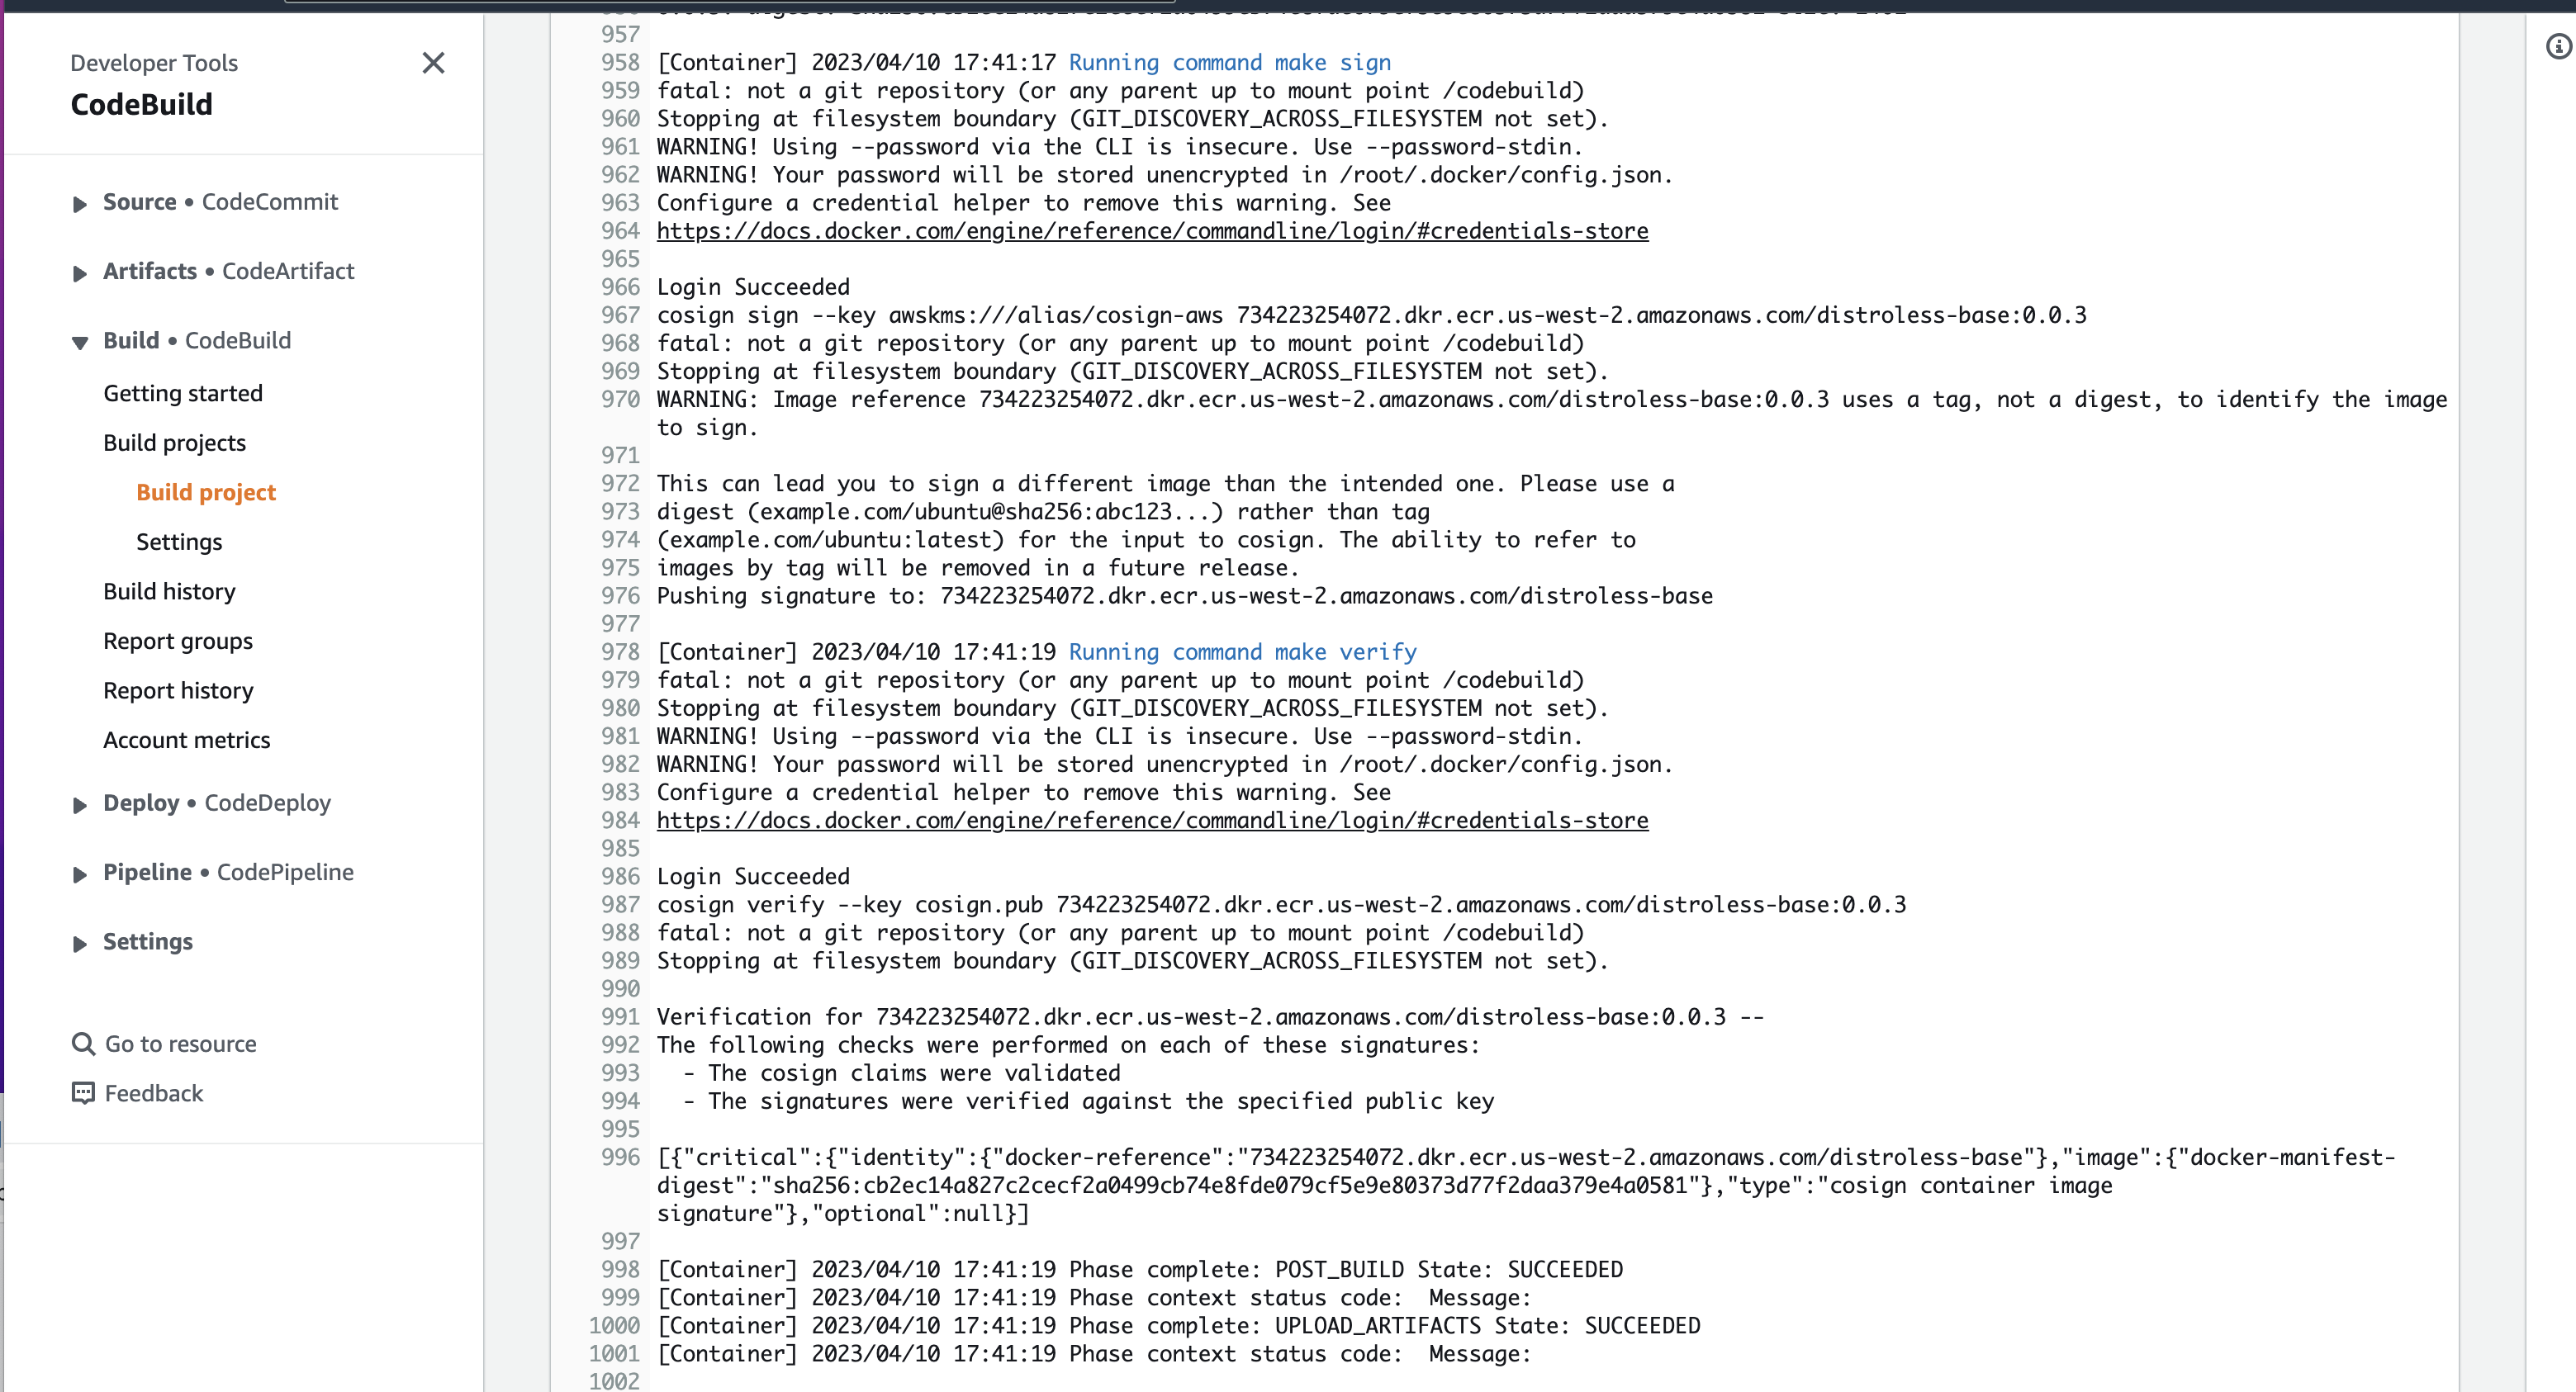 Developer Tools
CodeBuild
Source • CodeCommit
Artifacts • CodeArtifact
Build • CodeBuild
Getting started
Build projects
Build project
Settings
Build history
Report groups
Report history
Account metrics
Deploy • CodeDeploy
Pipeline • CodePipeline
Settings
Go to resource
Feedback
957
958 [Container] 2023/04/10 17:41:17 Running command make sign
959 fatal: not a git repository (or any parent up to mount point /codebuild)
960 Stopping at filesystem boundary (GIT_DISCOVERY_ACROSS_FILESYSTEM not set).
961 WARNING! Using --password via the CLI is insecure. Use --password-stdin.
962 WARNING! Your password will be stored unencrypted in /root/.docker/config.json.
963 Configure a credential helper to remove this warning. See
964 https://docs.docker.com/engine/reference/commandline/login/#credentials-store
965
966 Login Succeeded
967 cosign sign --key awskms:///alias/cosign-aws 734223254072.dkr.ecr.us-west-2.amazonaws.com/distroless-base:0.0.3
968 fatal: not a git repository (or any parent up to mount point /codebuild)
969 Stopping at filesystem boundary (GIT_DISCOVERY_ACROSS_FILESYSTEM not set).
970 WARNING: Image reference 734223254072.dkr.ecr.us-west-2.amazonaws.com/distroless-base:0.0.3 uses a tag, not a digest, to identify the image
to sign.
971
972 This can lead you to sign a different image than the intended one. Please use a
973 digest (example.com/ubuntu@sha256:abc123...) rather than tag
974 (example.com/ubuntu:latest) for the input to cosign. The ability to refer to
975 images by tag will be removed in a future release.
976 Pushing signature to: 734223254072.dkr.ecr.us-west-2.amazonaws.com/distroless-base
977
978 [Container] 2023/04/10 17:41:19 Running command make verify
979 fatal: not a git repository (or any parent up to mount point /codebuild)
980 Stopping at filesystem boundary (GIT_DISCOVERY_ACROSS_FILESYSTEM not set).
981 WARNING! Using --password via the CLI is insecure. Use --password-stdin.
982 WARNING! Your password will be stored unencrypted in /root/.docker/config.json.
983 Configure a credential helper to remove this warning. See
984 https://docs.docker.com/engine/reference/commandline/login/#credentials-store
985
986 Login Succeeded
987 cosign verify --key cosign.pub 734223254072.dkr.ecr.us-west-2.amazonaws.com/distroless-base:0.0.3
988 fatal: not a git repository (or any parent up to mount point /codebuild)
989 Stopping at filesystem boundary (GIT_DISCOVERY_ACROSS_FILESYSTEM not set).
990
991 Verification for 734223254072.dkr.ecr.us-west-2.amazonaws.com/distroless-base:0.0.3 --
992 The following checks were performed on each of these signatures:
993 - The cosign claims were validated
994 - The signatures were verified against the specified public key
995
996 [{"critical":{"identity":{"docker-reference":"734223254072.dkr.ecr.us-west-2.amazonaws.com/distroless-base"},"image":{"docker-manifest-
digest":"sha256:cb2ec14a827c2cecf2a0499cb74e8fde079cf5e9e80373d77f2daa379e4a0581"},"type":"cosign container image
signature"},"optional":null}]
997
998 [Container] 2023/04/10 17:41:19 Phase complete: POST_BUILD State: SUCCEEDED
999 [Container] 2023/04/10 17:41:19 Phase context status code:  Message:
1000 [Container] 2023/04/10 17:41:19 Phase complete: UPLOAD_ARTIFACTS State: SUCCEEDED
1001 [Container] 2023/04/10 17:41:19 Phase context status code:  Message:
1002